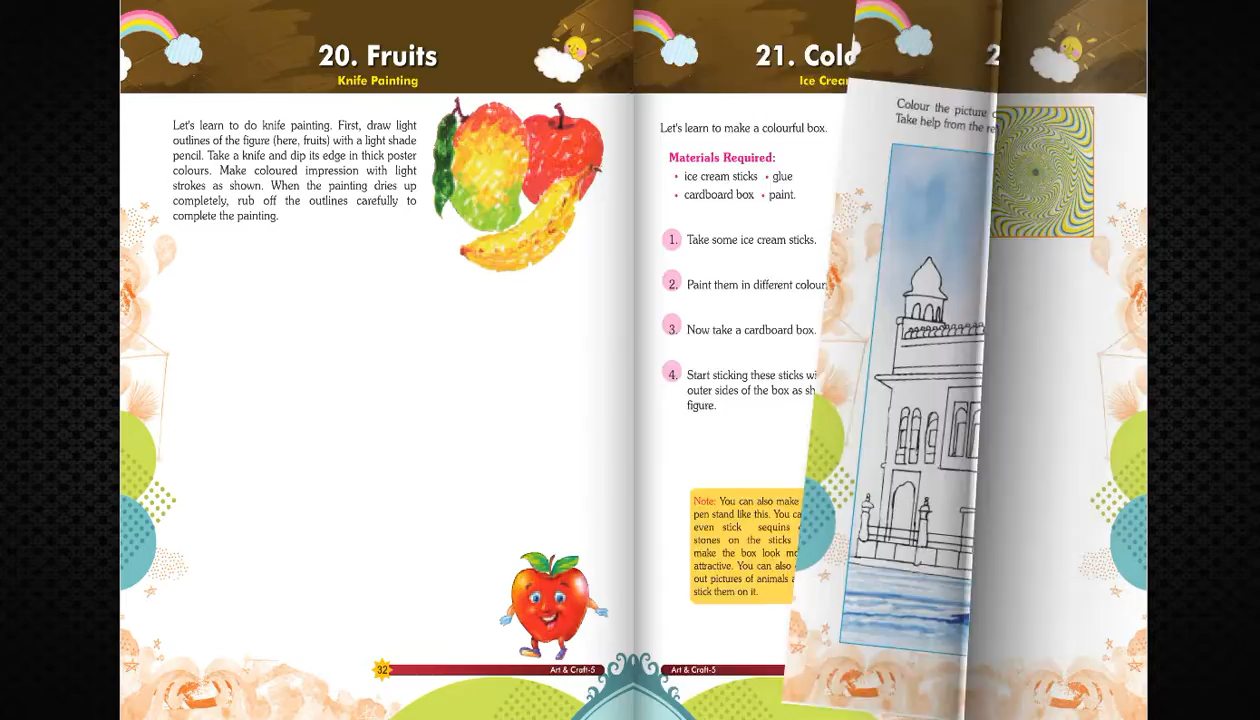 20. Fruits
Knife Painting
Let's learn to do knife painting. First, draw light
outlines of the figure (here, fruits) with a light shade
pencil. Take a knife and dip its edge in thick poster
colours. Make coloured impression with light
strokes as shown. When the painting dries up
completely, rub off the outlines carefully to
complete the painting.
32
Art & Craft-5
21.
Ice
Let's learn to make a colourful box.
Materials Required:
• ice cream sticks • glue
• cardboard box • paint.
1. Take some ice cream sticks.
2. Paint them in different
3. Now take a cardboard box.
4. Start sticking these sticks
outer sides of the box as
figure.
Note: You can also make
pen stand like this. You
even stick sequins
stones on the sticks
make the box look
attractive. You can also
out pictures of animals
stick them on it.
Art & Craft-5
Colour the picture
Take help from the
2